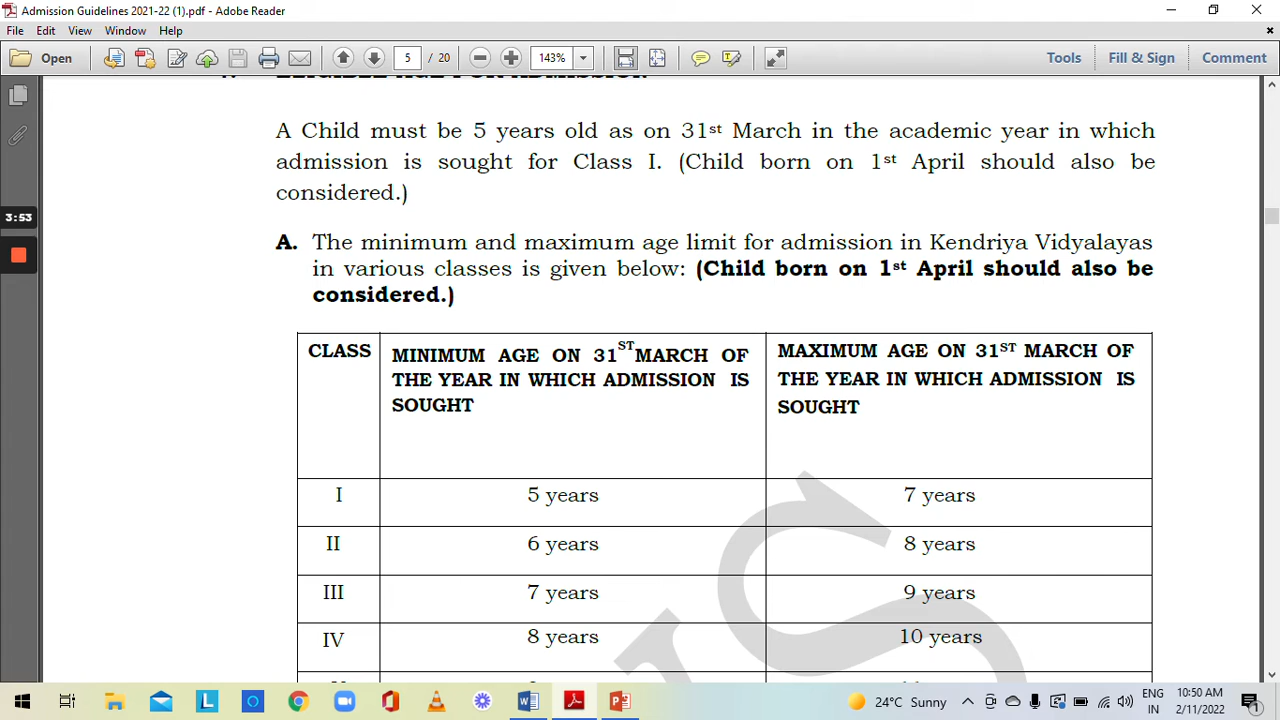 Admission Guidelines 2021-22 (1).pdf - Adobe Reader
File Edit View Window Help
Open 5 / 20 143% Tools Fill & Sign Comment
ELIGIBLE AGE FOR ADMISSION
A Child must be 5 years old as on 31st March in the academic year in which
admission is sought for Class I. (Child born on 1st April should also be
considered.)
3:53
A. The minimum and maximum age limit for admission in Kendriya Vidyalayas
in various classes is given below: (Child born on 1st April should also be
considered.)
CLASS
MINIMUM AGE ON 31ST MARCH OF
THE YEAR IN WHICH ADMISSION IS
SOUGHT
MAXIMUM AGE ON 31ST MARCH OF
THE YEAR IN WHICH ADMISSION IS
SOUGHT
I 5 years 7 years
II 6 years 8 years
III 7 years 9 years
IV 8 years 10 years
24°C Sunny
ENG
IN
10:50 AM
2/11/2022
1